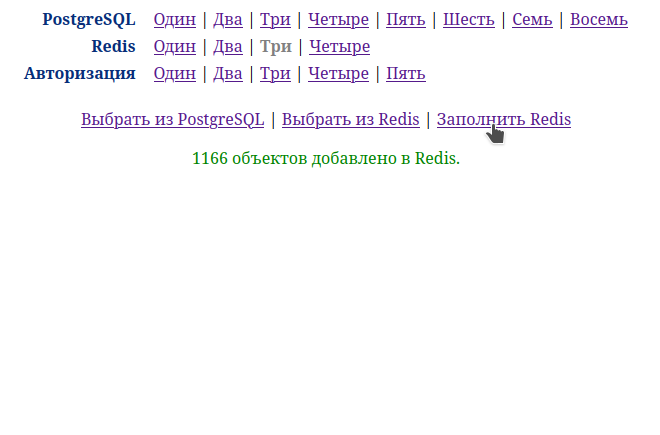 PostgreSQL Один | Два | Три | Четыре | Пять | Шесть | Семь | Восемь
Redis Один | Два | Три | Четыре
Авторизация Один | Два | Три | Четыре | Пять
Выбрать из PostgreSQL | Выбрать из Redis | Заполнить Redis
1166 объектов добавлено в Redis.